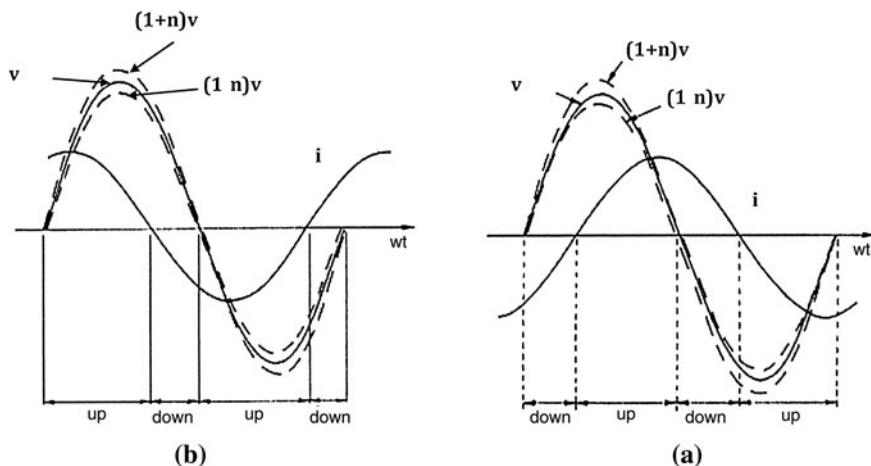 (1+n)v
v
(1 n)v
i
wt
up down up down
(b)
(1+n)v
v
(1 n)v
i
wt
down up down up
(a)